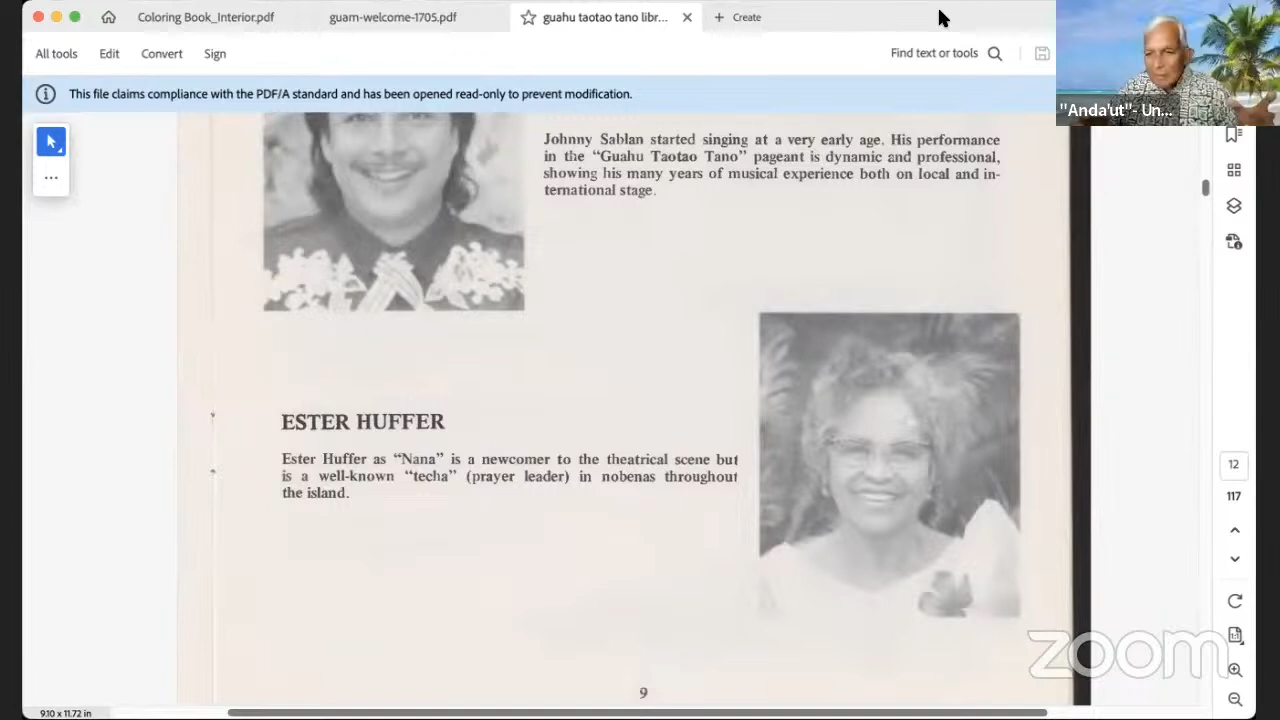 Coloring Book_Interior.pdf
guam-welcome-1705.pdf
guahu taotao tano libr...
Create
All tools
Edit
Convert
Sign
Find text or tools
This file claims compliance with the PDF/A standard and has been opened read-only to prevent modification.
"Anda'ut"- Un...
Johnny Sablan started singing at a very early age. His performance
in the “Guahu Taotao Tano” pageant is dynamic and professional,
showing his many years of musical experience both on local and in-
ternational stage.
ESTER HUFFER
Ester Huffer as “Nana” is a newcomer to the theatrical scene but
is a well-known “techa” (prayer leader) in nobenas throughout
the island.
9
12
117
1:1
9.10 x 11.72 in
zoom